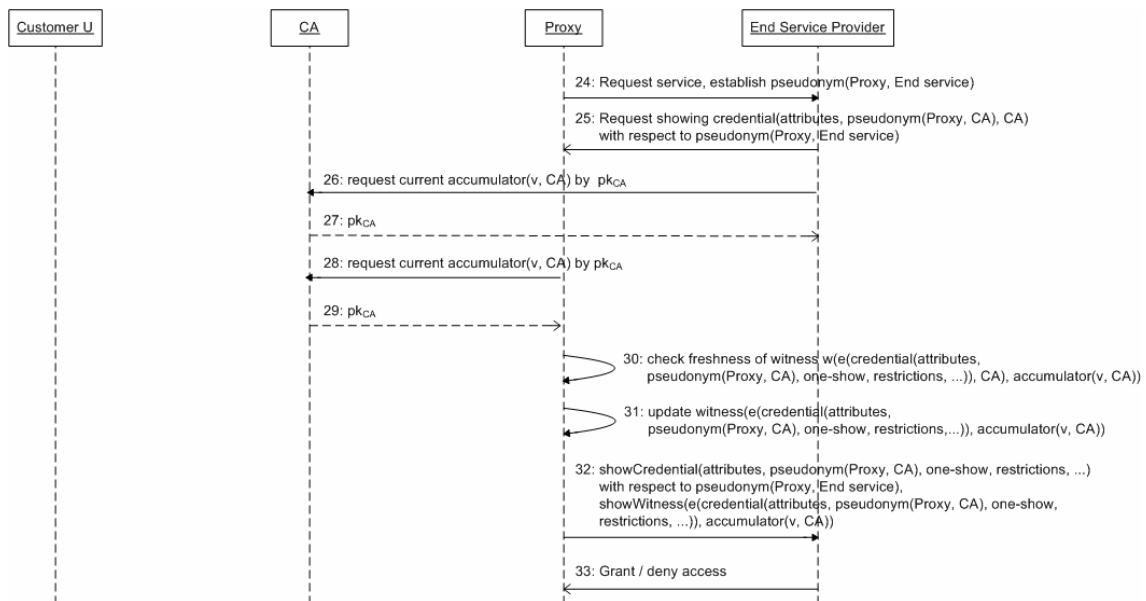 Customer U
CA
Proxy
End Service Provider
24: Request service, establish pseudonym(Proxy, End service)
25: Request showing credential(attributes, pseudonym(Proxy, CA), CA)
with respect to pseudonym(Proxy, End service)
26: request current accumulator(v, CA) by pkCA
27: pkCA
28: request current accumulator(v, CA) by pkCA
29: pkCA
30: check freshness of witness w(e(credential(attributes,
pseudonym(Proxy, CA), one-show, restrictions, ...)), CA), accumulator(v, CA))
31: update witness(e(credential(attributes,
pseudonym(Proxy, CA), one-show, restrictions,...)), accumulator(v, CA))
32: showCredential(attributes, pseudonym(Proxy, CA), one-show, restrictions, ...)
with respect to pseudonym(Proxy, End service),
showWitness(e(credential(attributes, pseudonym(Proxy, CA), one-show,
restrictions, ...)), accumulator(v, CA))
33: Grant / deny access